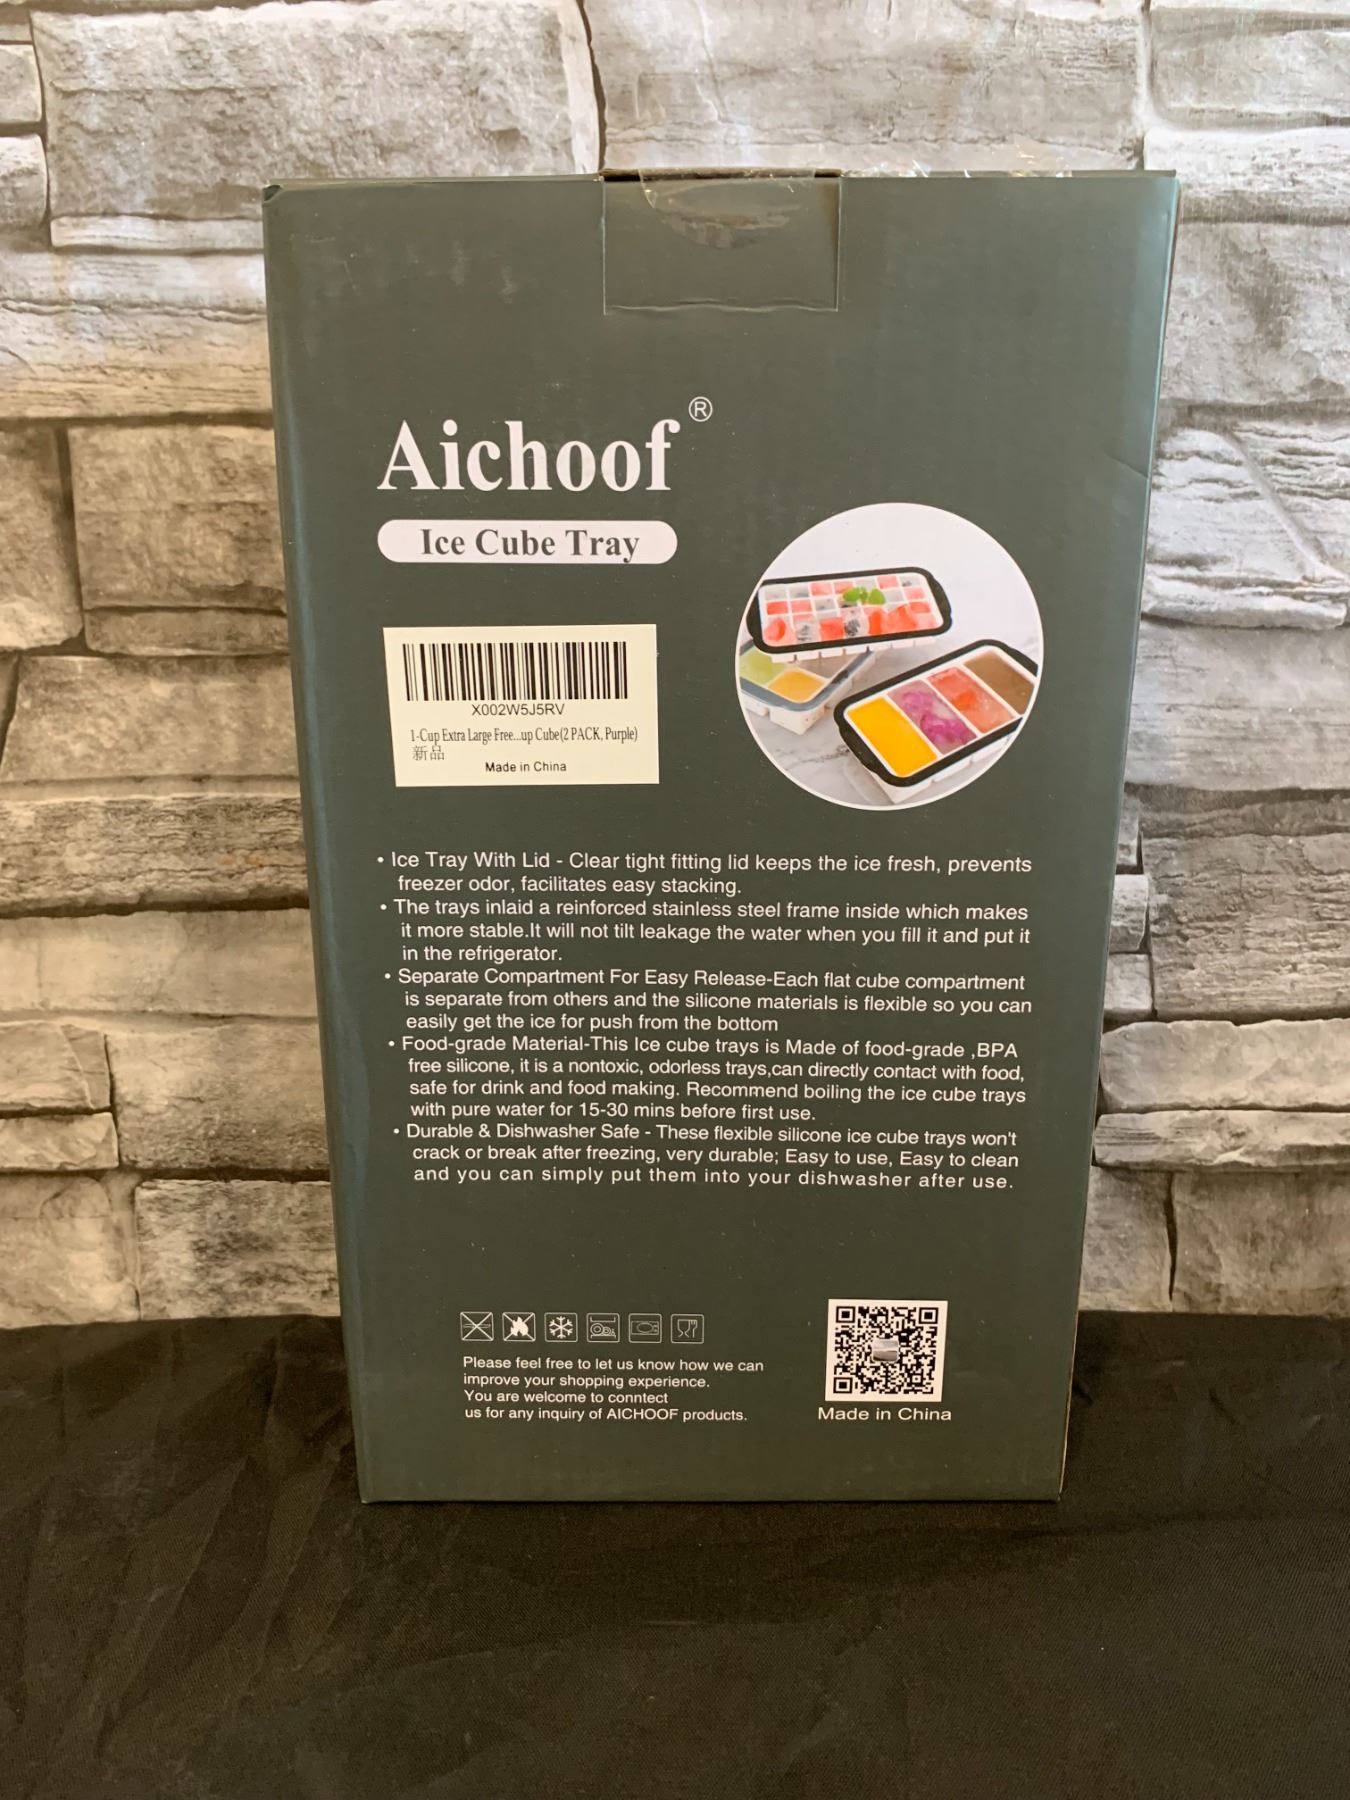 Aichoof®
Ice Cube Tray
X002W5J5RV
1-Cup Extra Large Free...up Cube(2 PACK, Purple)
新品
Made in China
• Ice Tray With Lid - Clear tight fitting lid keeps the ice fresh, prevents
freezer odor, facilitates easy stacking.
• The trays inlaid a reinforced stainless steel frame inside which makes
it more stable.It will not tilt leakage the water when you fill it and put it
in the refrigerator.
• Separate Compartment For Easy Release-Each flat cube compartment
is separate from others and the silicone materials is flexible so you can
easily get the ice for push from the bottom
• Food-grade Material-This Ice cube trays is Made of food-grade ,BPA
free silicone, it is a nontoxic, odorless trays,can directly contact with food,
safe for drink and food making. Recommend boiling the ice cube trays
with pure water for 15-30 mins before first use.
• Durable & Dishwasher Safe - These flexible silicone ice cube trays won't
crack or break after freezing, very durable; Easy to use, Easy to clean
and you can simply put them into your dishwasher after use.
Please feel free to let us know how we can
improve your shopping experience.
You are welcome to conntect
us for any inquiry of AICHOOF products.
Made in China